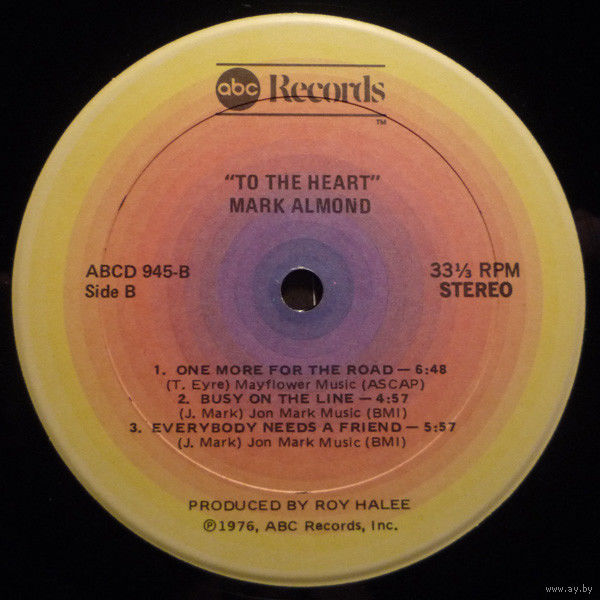 abc Records
TM
"TO THE HEART"
MARK ALMOND
ABCD 945-B
Side B
33⅓ RPM
STEREO
1. ONE MORE FOR THE ROAD — 6:48
(T. Eyre) Mayflower Music (ASCAP)
2. BUSY ON THE LINE — 4:57
(J. Mark) Jon Mark Music (BMI)
3. EVERYBODY NEEDS A FRIEND — 5:57
(J. Mark) Jon Mark Music (BMI)
PRODUCED BY ROY HALEE
℗1976, ABC Records, Inc.
www.ay.by